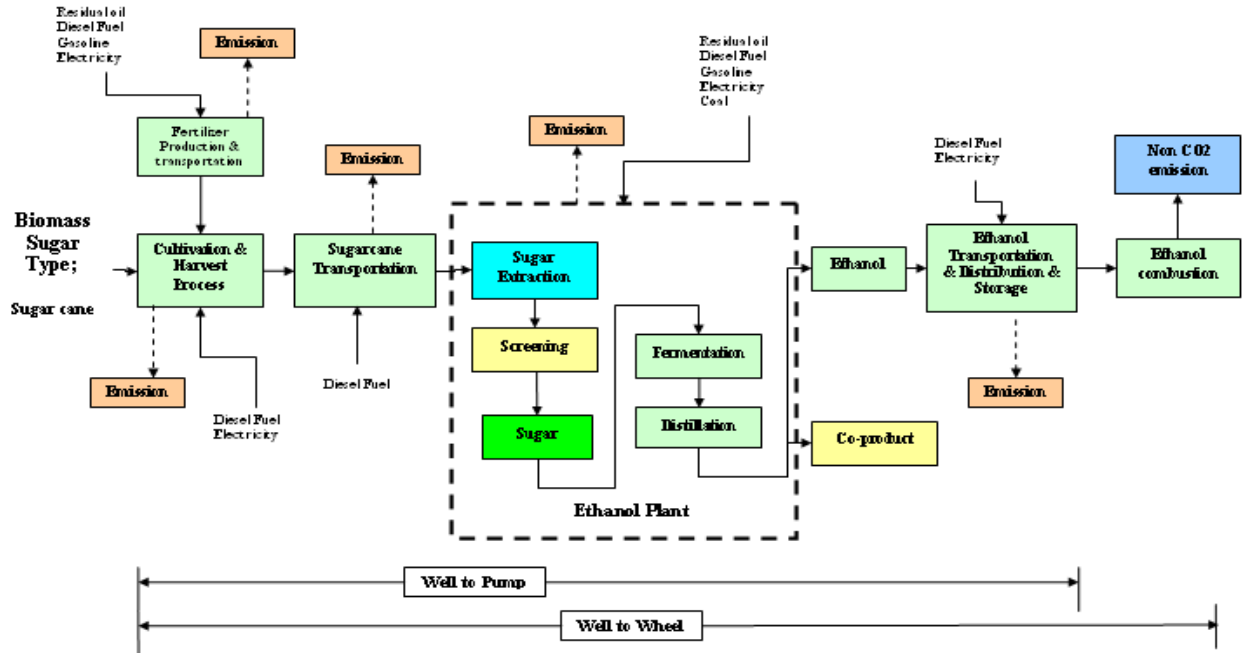 Residual oil
Diesel Fuel
Gasoline
Electricity
Emission
Fertilizer
Production &
transportation
Emission
Biomass
Sugar
Type;
Sugar cane
Cultivation &
Harvest
Process
Sugarcane
Transportation
Emission
Diesel Fuel
Electricity
Diesel Fuel
Emission
Residual oil
Diesel Fuel
Gasoline
Electricity
Coal
Sugar
Extraction
Screening
Sugar
Fermentation
Distillation
Ethanol Plant
Ethanol
Co-product
Diesel Fuel
Electricity
Ethanol
Transportation
& Distribution &
Storage
Emission
Non CO2
emission
Ethanol
combustion
Well to Pump
Well to Wheel